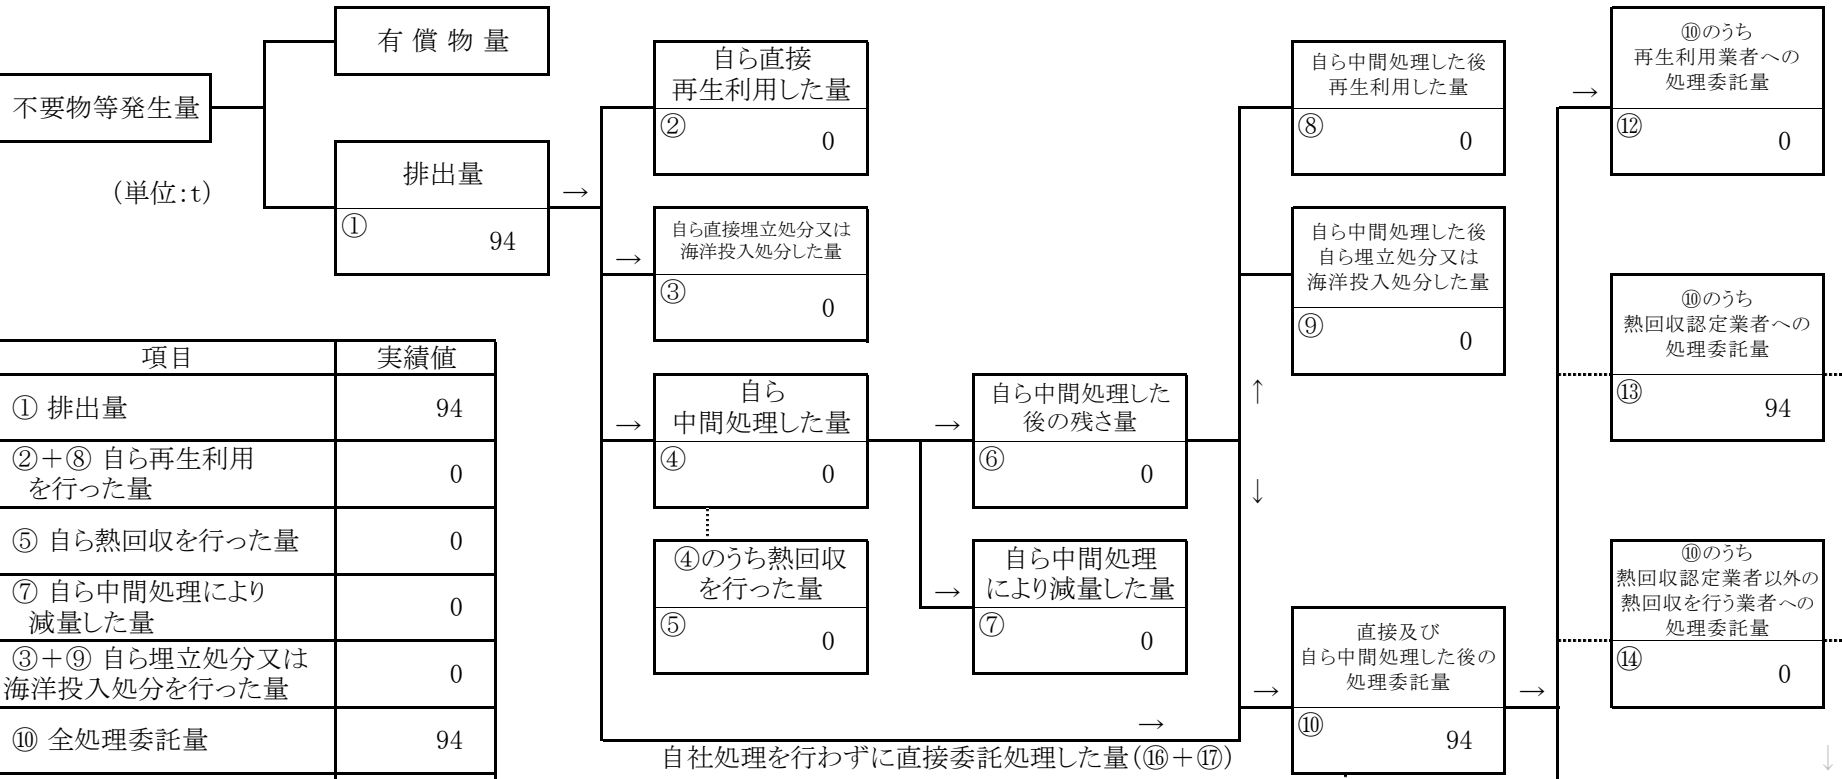 有 償 物 量
不要物等発生量
(単位:t)
排出量
①
94
→
自ら直接
再生利用した量
②
0
→
自ら直接埋立処分又は
海洋投入処分した量
③
0
→
自ら
中間処理した量
④
0
④のうち熱回収
を行った量
⑤
0
→
自ら中間処理した
後の残さ量
⑥
0
→
自ら中間処理
により減量した量
⑦
0
→
自社処理を行わずに直接委託処理した量(⑯+⑰)
自ら中間処理した後
再生利用した量
⑧
0
自ら中間処理した後
自ら埋立処分又は
海洋投入処分した量
⑨
0
↑
↓
→
直接及び
自ら中間処理した後の
処理委託量
⑩
94
→
→
⑩のうち
再生利用業者への
処理委託量
⑫
0
⑩のうち
熱回収認定業者への
処理委託量
⑬
94
⑩のうち
熱回収認定業者以外の
熱回収を行う業者への
処理委託量
⑭
0
↓
項目 実績値
① 排出量 94
②+⑧ 自ら再生利用
を行った量 0
⑤ 自ら熱回収を行った量 0
⑦ 自ら中間処理により
減量した量 0
③+⑨ 自ら埋立処分又は
海洋投入処分を行った量 0
⑩ 全処理委託量 94